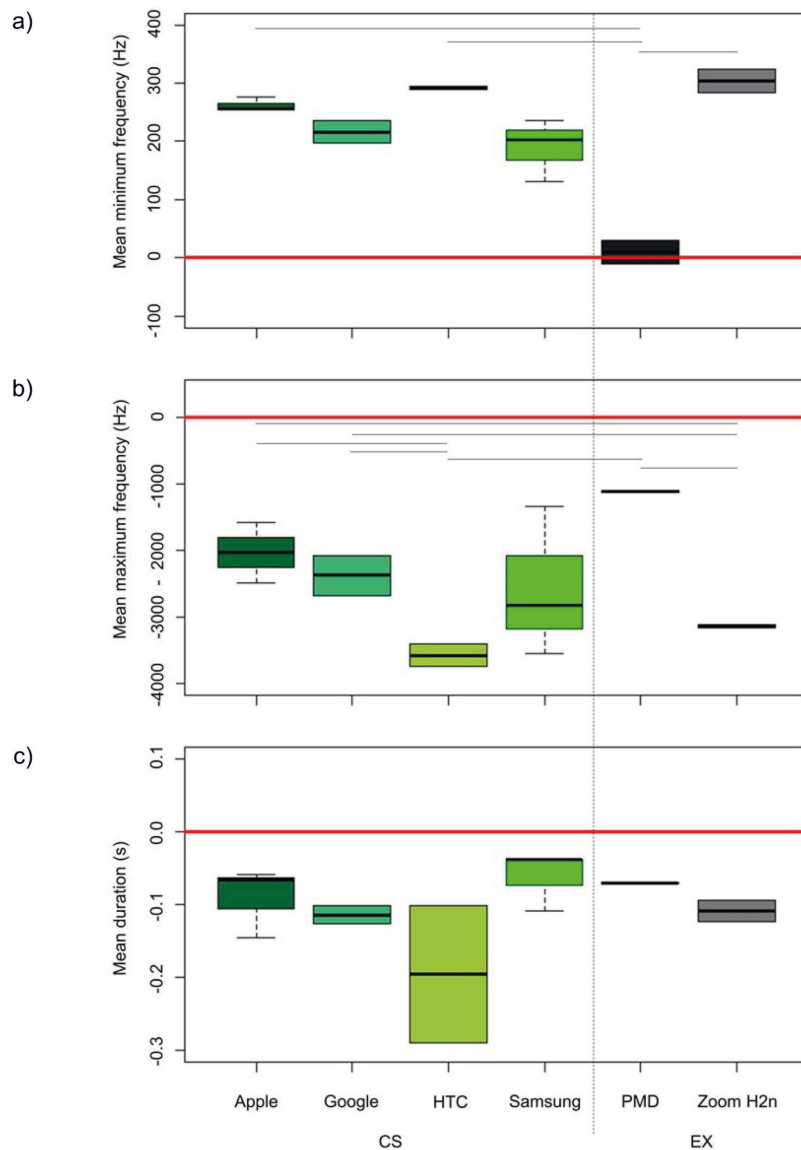 a)
Mean minimum frequency (Hz)
400
300
200
100
0
-100
b)
Mean maximum frequency (Hz)
0
-1000
- 2000
-3000
-4000
c)
Mean duration (s)
0.1
0.0
-0.1
-0.2
-0.3
Apple Google HTC Samsung PMD Zoom H2n
CS EX